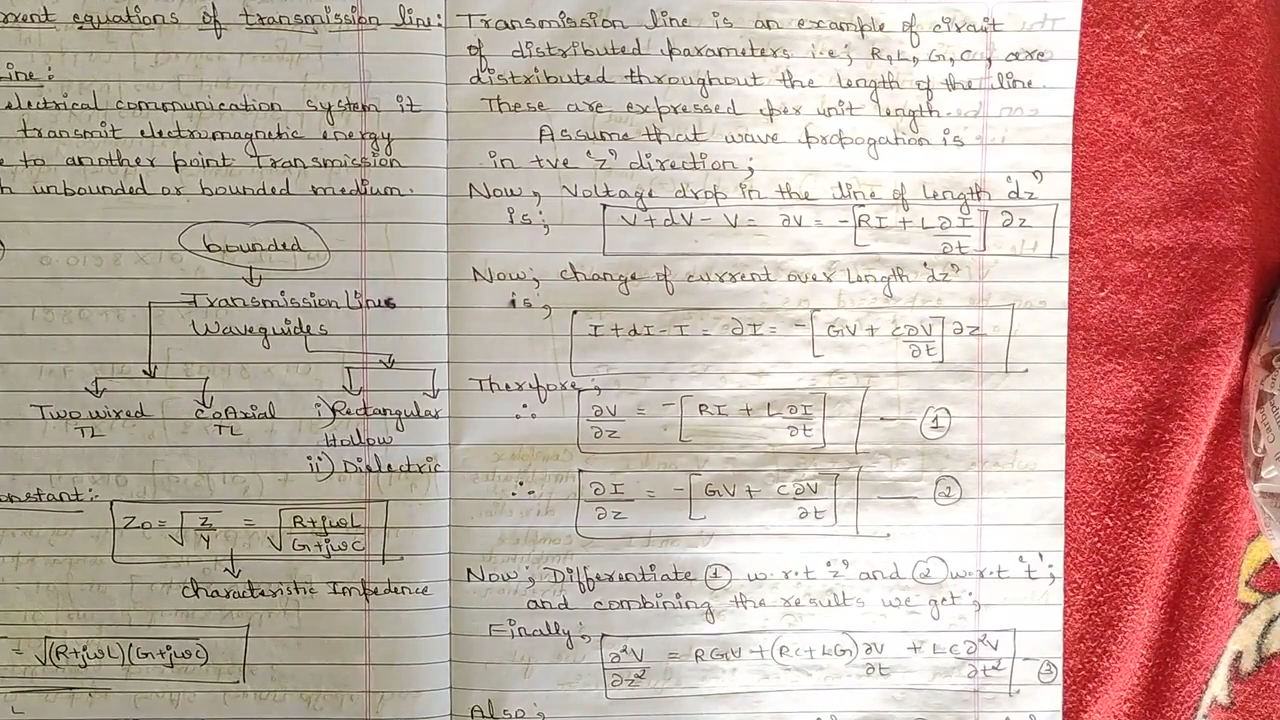 rrent equations of transmission line:
Line:
electrical communication system it
transmit electromagnetic energy
e to another point Transmission
h unbounded or bounded medium.
bounded
Transmission Lines
Waveguides
Two wired
TL
CoAxial
TL
i) Rectangular
Hollow
ii) Dielectric
onstant:-
Z0 = √(Z/Y) = √((R+jωL)/(G+jωC))
Characteristic Impedence
= √(R+jωL)(G+jωC)
Transmission line is an example of circuit
of distributed parameters i.e; R, L, G, C, are
distributed throughout the length of the line.
These are expressed per unit length.
Assume that wave propogation is
in +ve 'z' direction;
Now, Voltage drop in the line of length 'dz'
is; V+dV-V = ∂V = -[RI + L∂I/∂t] ∂z
Now; change of current over Length 'dz'
is; I+dI-I = ∂I = -[GV + C∂V/∂t] ∂z
Therefore;
∴ ∂V/∂z = -[RI + L∂I/∂t] — ①
∴ ∂I/∂z = -[GV + C∂V/∂t] — ②
Now; Differentiate ① w.r.t 'z' and ② w.r.t 't';
and combining the results we get;
Finally; ∂²V/∂z² = RGV + (RC+LG) ∂V/∂t + LC∂²V/∂t² — ③
Also;